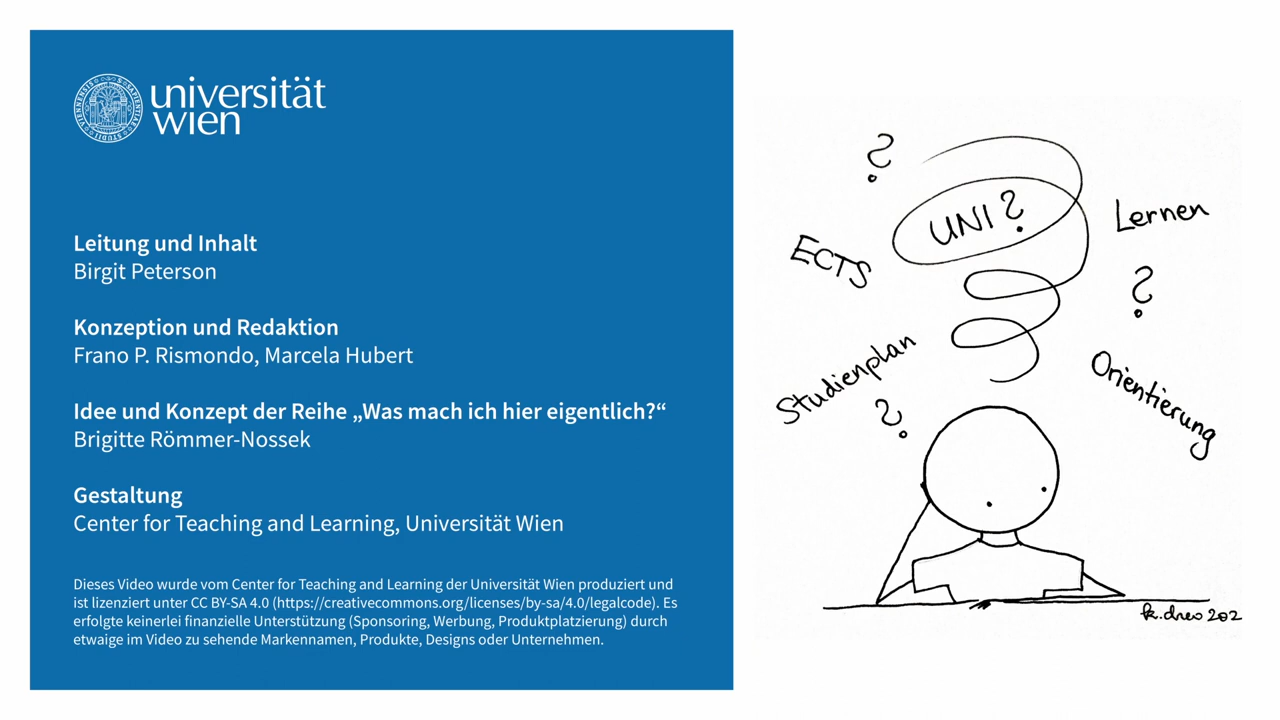 universität
wien
Leitung und Inhalt
Birgit Peterson
Konzeption und Redaktion
Frano P. Rismondo, Marcela Hubert
Idee und Konzept der Reihe „Was mach ich hier eigentlich?“
Brigitte Römmer-Nossek
Gestaltung
Center for Teaching and Learning, Universität Wien
Dieses Video wurde vom Center for Teaching and Learning der Universität Wien produziert und
ist lizenziert unter CC BY-SA 4.0 (https://creativecommons.org/licenses/by-sa/4.0/legalcode). Es
erfolgte keinerlei finanzielle Unterstützung (Sponsoring, Werbung, Produktplatzierung) durch
etwaige im Video zu sehende Markennamen, Produkte, Designs oder Unternehmen.
?
UNI?
Lernen
ECTS
?
Studienplan
?
Orientierung